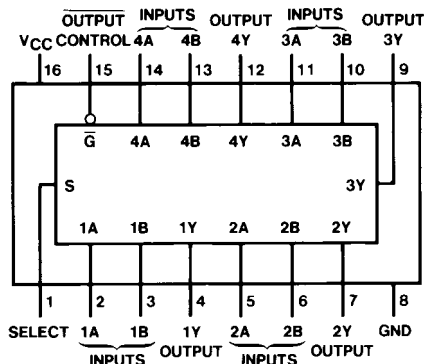 OUTPUT INPUTS OUTPUT INPUTS OUTPUT
VCC CONTROL 4A 4B 4Y 3A 3B 3Y
16 15 14 13 12 11 10 9
G 4A 4B 4Y 3A 3B
S 3Y
1A 1B 1Y 2A 2B 2Y
1 2 3 4 5 6 7 8
SELECT 1A 1B 1Y 2A 2B 2Y GND
INPUTS OUTPUT INPUTS OUTPUT